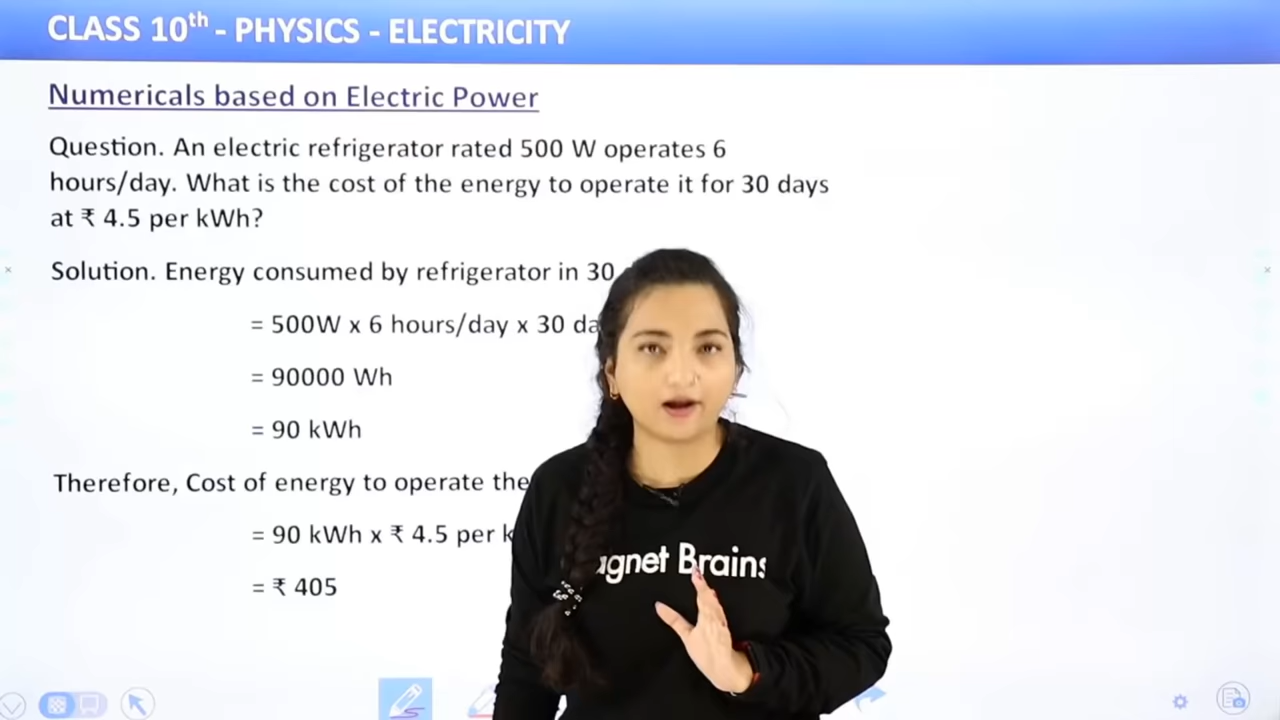 CLASS 10th - PHYSICS - ELECTRICITY
Numericals based on Electric Power
Question. An electric refrigerator rated 500 W operates 6
hours/day. What is the cost of the energy to operate it for 30 days
at ₹ 4.5 per kWh?
Solution. Energy consumed by refrigerator in 30
= 500W x 6 hours/day x 30
= 90000 Wh
= 90 kWh
Therefore, Cost of energy to operate the
= 90 kWh x ₹ 4.5 per
= ₹ 405
Brains